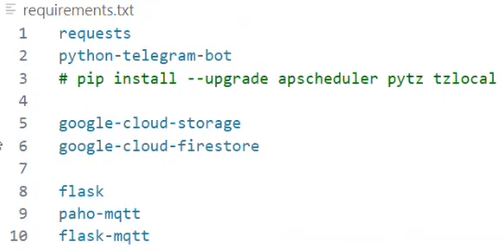 requirements.txt
1 requests
2 python-telegram-bot
3 # pip install --upgrade apscheduler pytz tzlocal
4
5 google-cloud-storage
6 google-cloud-firestore
7
8 flask
9 paho-mqtt
10 flask-mqtt